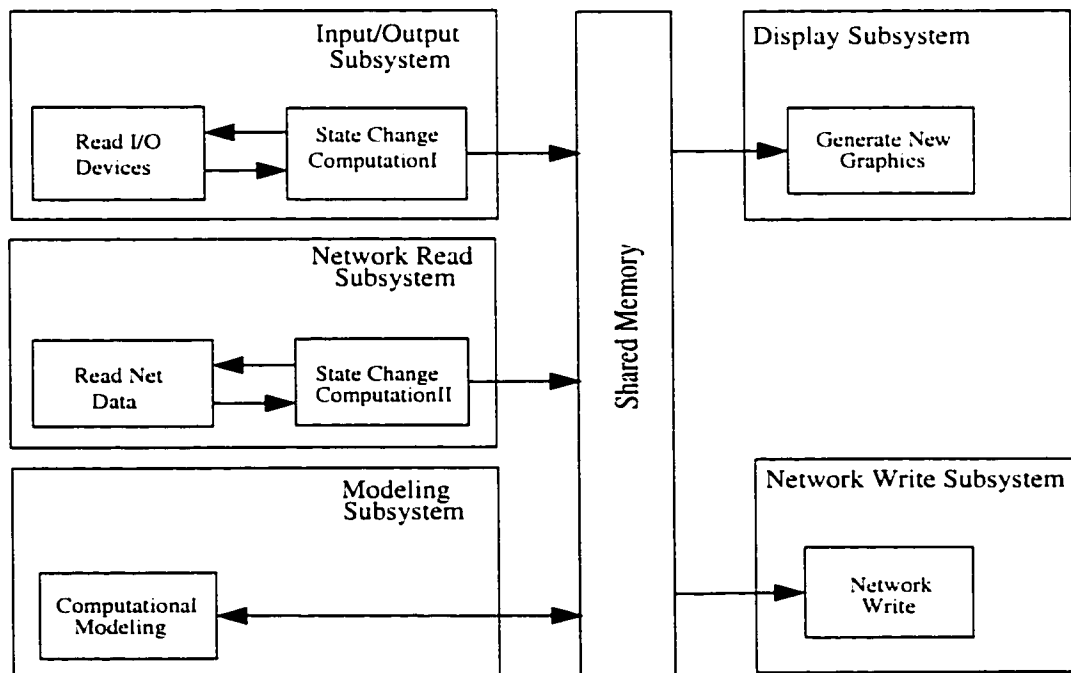 Input/Output
Subsystem
Read I/O
Devices
State Change
ComputationI
Network Read
Subsystem
Read Net
Data
State Change
ComputationII
Modeling
Subsystem
Computational
Modeling
Shared Memory
Display Subsystem
Generate New
Graphics
Network Write Subsystem
Network
Write